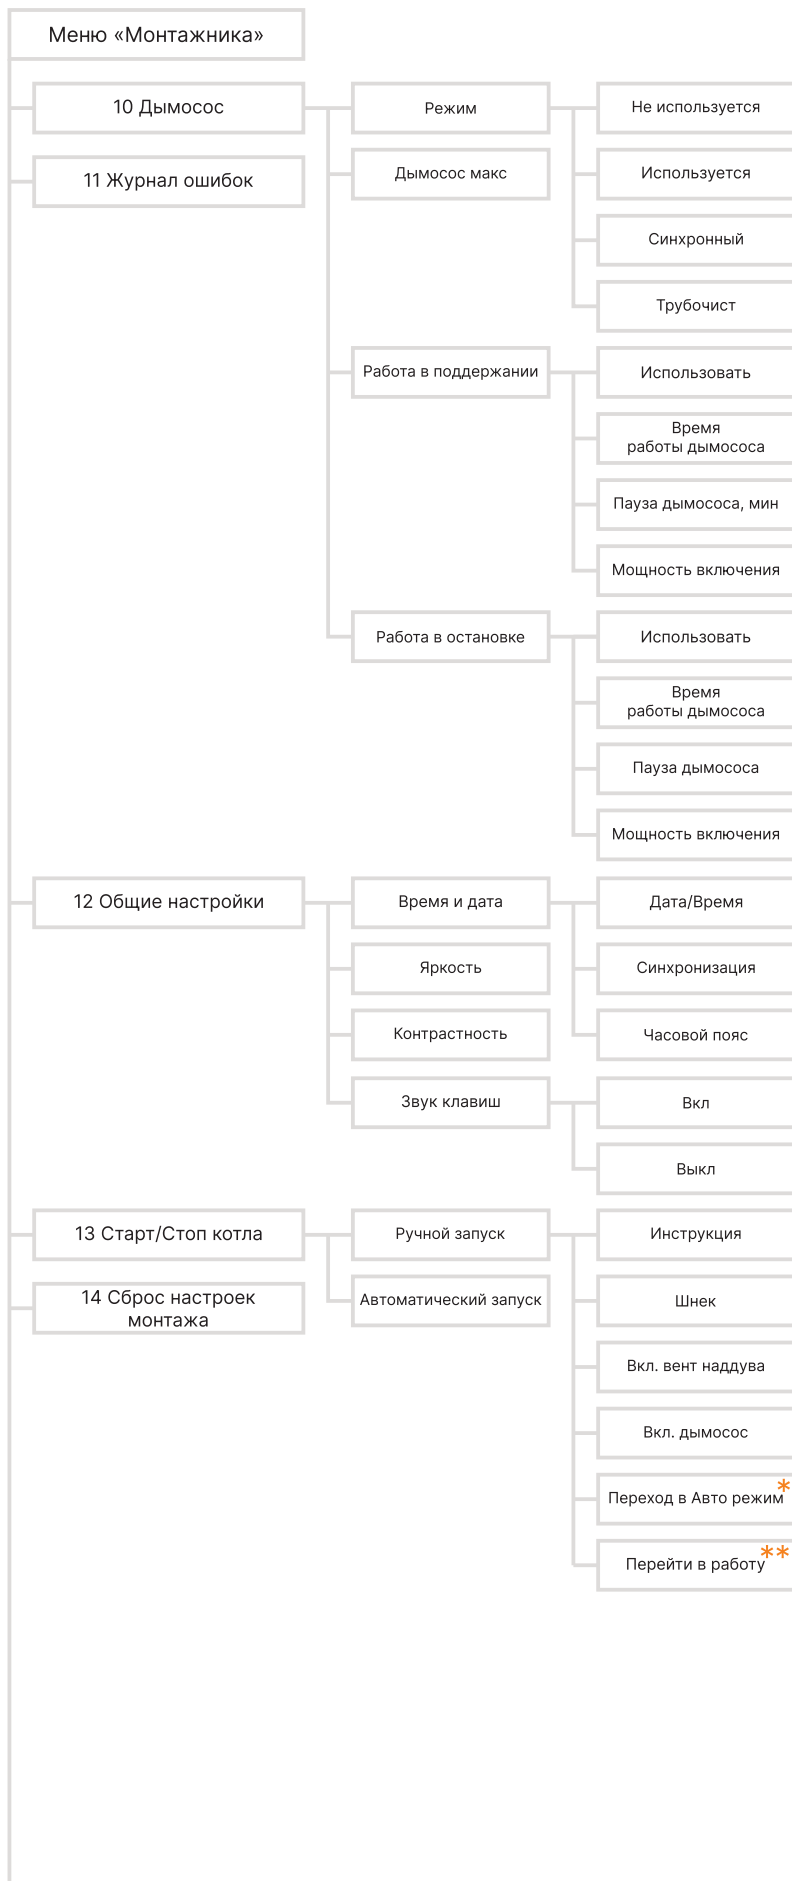 Меню «Монтажника»
10 Дымосос
Режим
Не используется
11 Журнал ошибок
Дымосос макс
Используется
Синхронный
Трубочист
Работа в поддержании
Использовать
Время
работы дымососа
Пауза дымососа, мин
Мощность включения
Работа в остановке
Использовать
Время
работы дымососа
Пауза дымососа
Мощность включения
12 Общие настройки
Время и дата
Дата/Время
Яркость
Синхронизация
Контрастность
Часовой пояс
Звук клавиш
Вкл
Выкл
13 Старт/Стоп котла
Ручной запуск
Инструкция
14 Сброс настроек
монтажа
Автоматический запуск
Шнек
Вкл. вент наддува
Вкл. дымосос
Переход в Авто режим*
Перейти в работу**